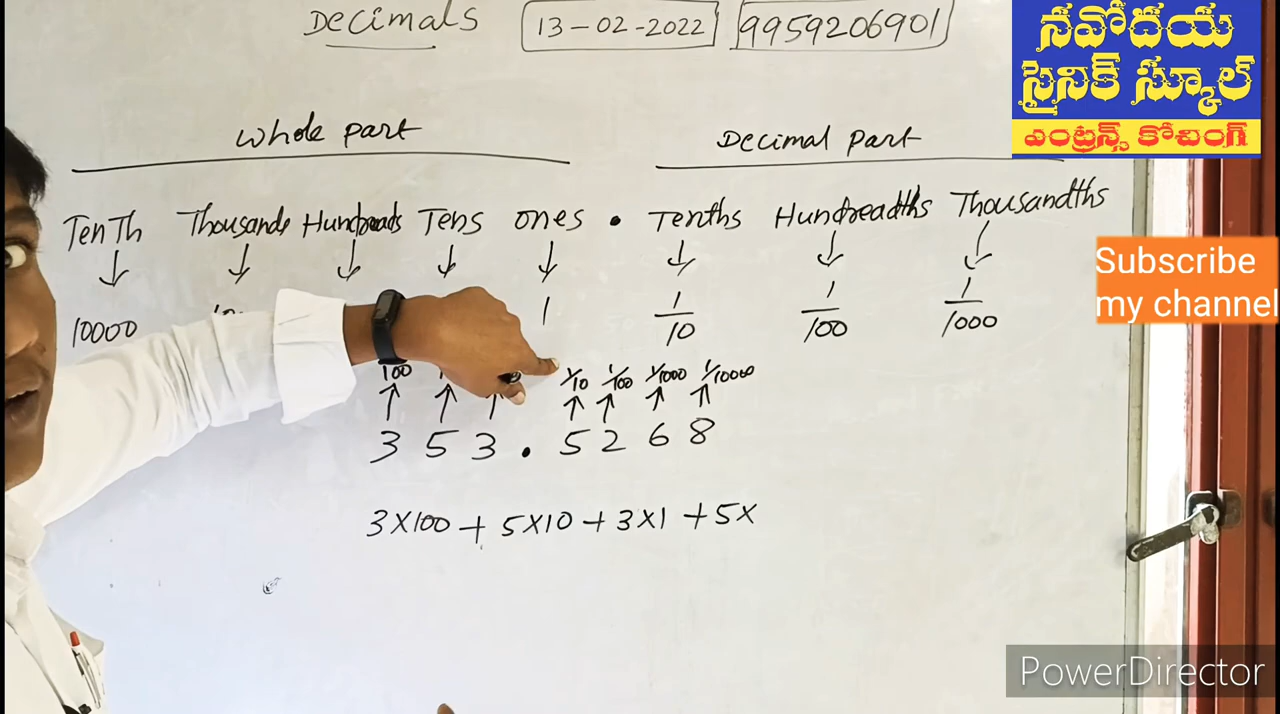 Decimals 13-02-2022 9959206901
నవోదయ
సైనిక్ స్కూల్
ఎంట్రన్స్ కోచింగ్
Whole part Decimal part
TenTh Thousands Hundreads Tens ones . Tenths Hundreadths Thousandths
10000 1 1/10 1/100 1/1000
Subscribe
my channel
100 1/10 1/100 1/1000 1/10000
3 5 3 . 5 2 6 8
3X100 + 5X10 + 3X1 + 5X
PowerDirector